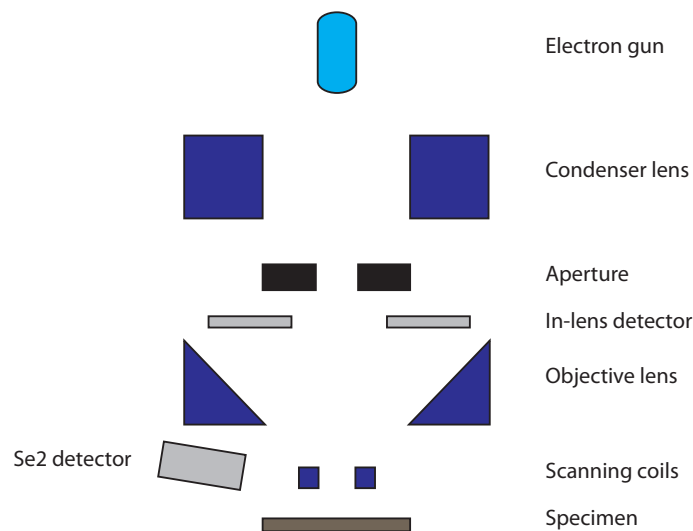 Electron gun
Condenser lens
Aperture
In-lens detector
Objective lens
Se2 detector
Scanning coils
Specimen